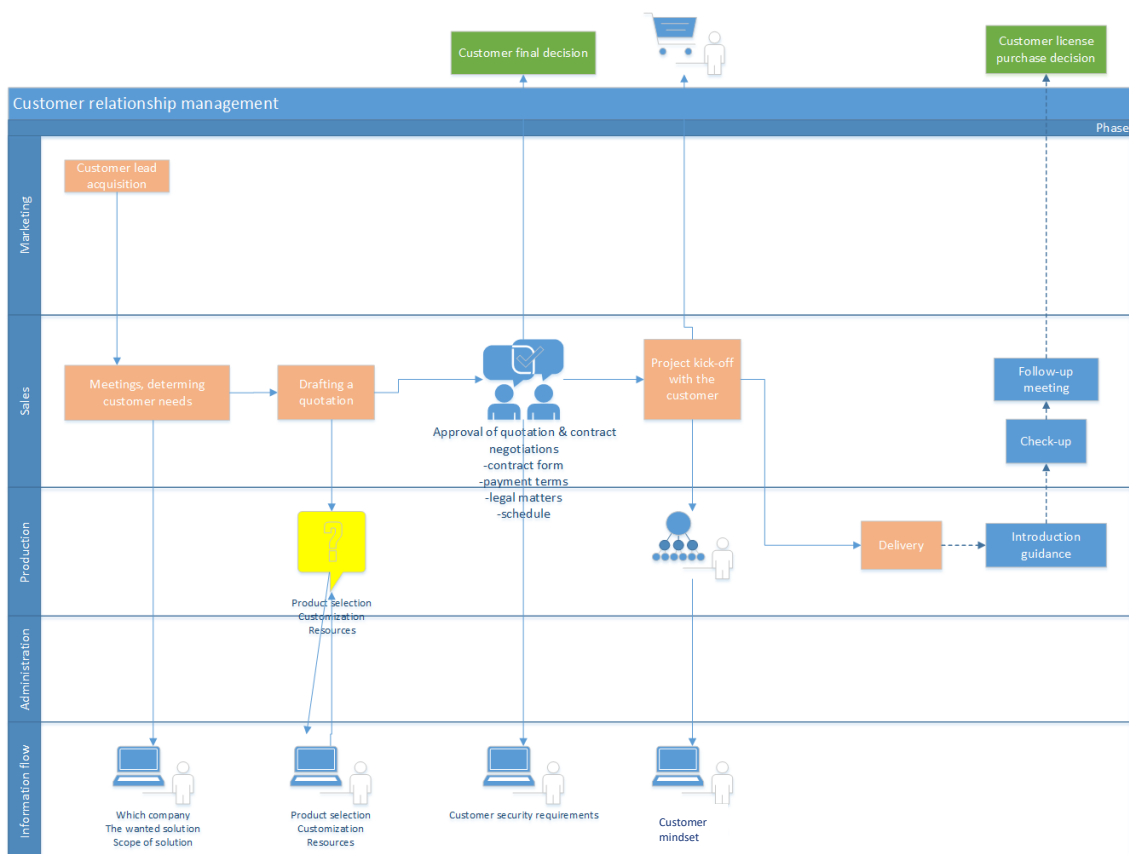 Customer final decision
Customer license
purchase decision
Customer relationship management
Phase
Marketing
Customer lead
acquisition
Sales
Meetings, determing
customer needs
Drafting a
quotation
Approval of quotation & contract
negotiations
-contract form
-payment terms
-legal matters
-schedule
Project kick-off
with the
customer
Follow-up
meeting
Check-up
Production
?
Product selection
Customization
Resources
Delivery
Introduction
guidance
Administration
Information flow
Which company
The wanted solution
Scope of solution
Product selection
Customization
Resources
Customer security requirements
Customer
mindset